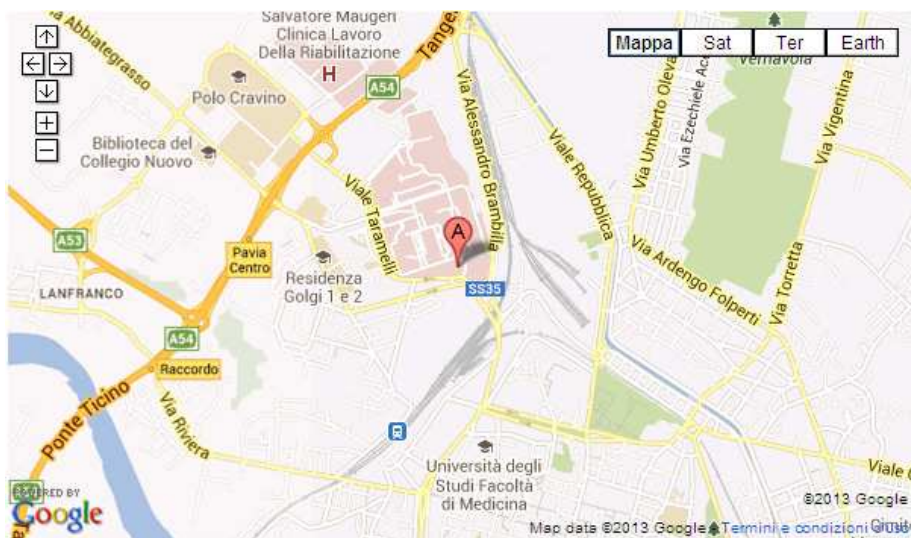 Salvatore Maugeri
Clinica Lavoro
Della Riabilitazione
H
Via Abbiategrasso
Polo Cravino
A54
Biblioteca del
Collegio Nuovo
Viale Taramelli
Via Alessandro Brambilla
Viale Repubblica
Via Umberto Oleva
Via Ezechiele Acc
Vernavola
Via Vigentina
Mappa
Sat
Ter
Earth
A
A53
Pavia
Centro
Residenza
Golgi 1 e 2
SS35
LANFRANCO
A54
Raccordo
Via Ardengo Folperti
Via Torretta
Ponte Ticino
Via Riviera
Università degli
Studi Facoltà
di Medicina
Viale
POWERED BY
Google
©2013 Google
Map data ©2013 Google
Termini e condizioni d'uso